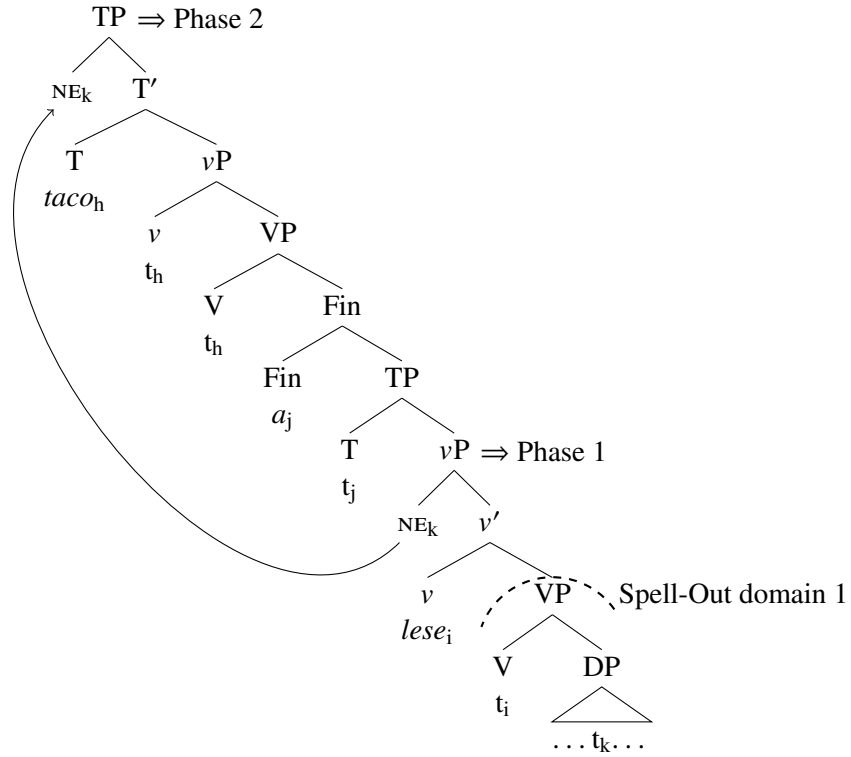 TP ⇒ Phase 2
NEₖ T′
T vP
tacoₕ
v VP
tₕ
V Fin
tₕ
Fin TP
aⱼ
T vP ⇒ Phase 1
tⱼ
NEₖ v′
v VP Spell-Out domain 1
leseᵢ
V DP
tᵢ
. . . tₖ. . .